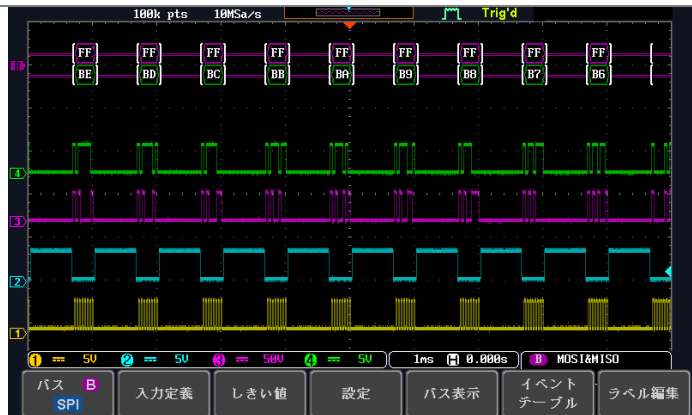 100k pts 10MSa/s Trig'd
B FF FF FF FF FF FF FF FF FF
BE BD BC BB BA B9 B8 B7 B6
4
3
2
1
1 5V 2 5V 3 50V 4 5V 1ms H 0.000s B MOSI&MISO
バス B 入力定義 しきい値 設定 バス表示 イベント ラベル編集
SPI テーブル